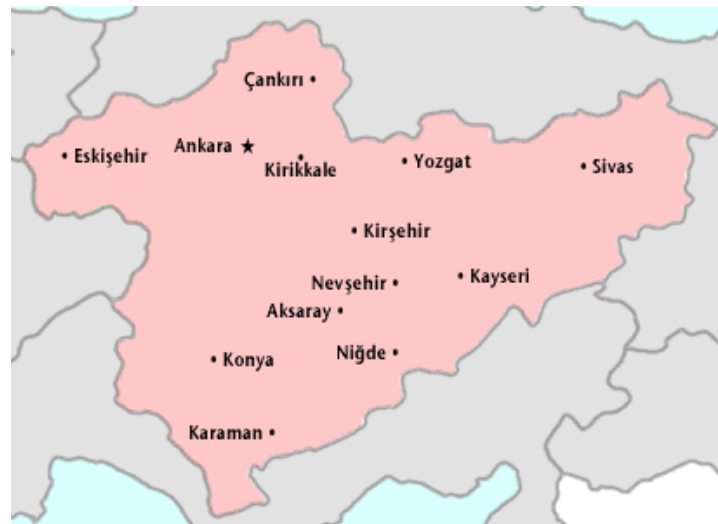 Çankırı
Ankara
Eskişehir
Kirikkale
Yozgat
Sivas
Kirşehir
Kayseri
Nevşehir
Aksaray
Niğde
Konya
Karaman